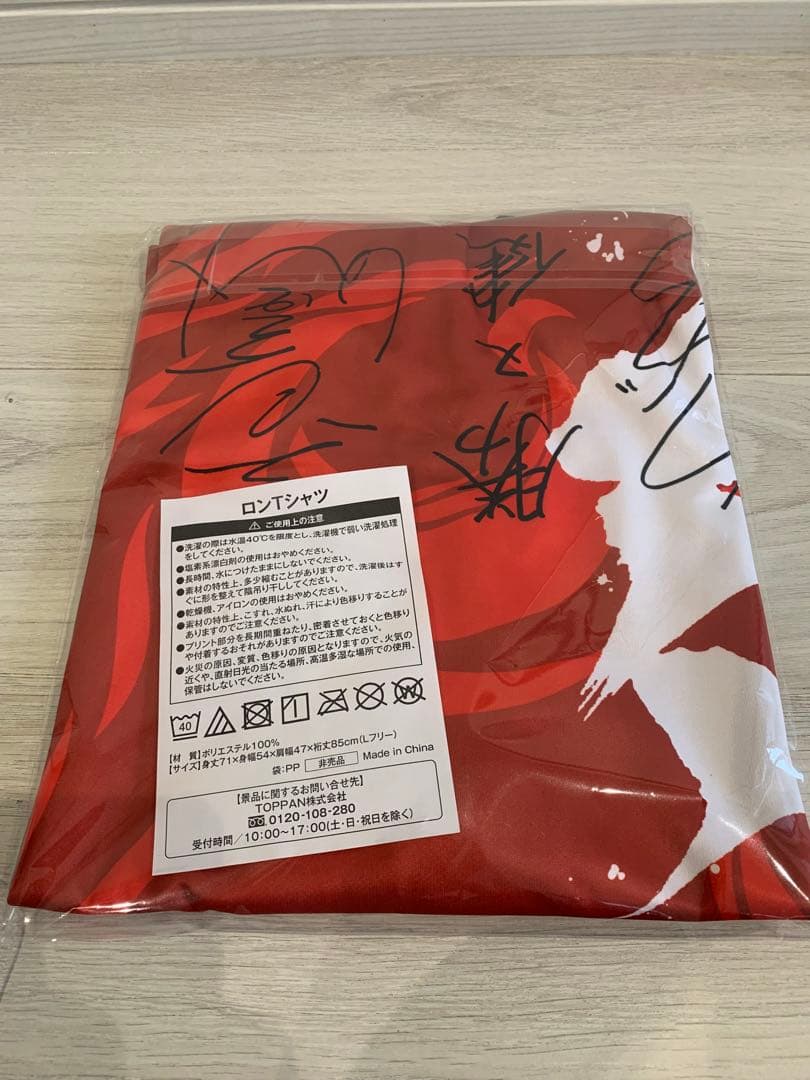 勝又健
ロンTシャツ
ご使用上の注意
●洗濯の際は水温40℃を限度とし、洗濯機で弱い洗濯処理
をしてください。
●塩素系漂白剤の使用はおやめください。
●長時間、水につけたままにしないでください。
●素材の特性上、多少縮むことがありますので、洗濯後はす
ぐに形を整えて陰吊り干ししてください。
●乾燥機、アイロンの使用はおやめください。
●素材の特性上、こすれ、水ぬれ、汗により色移りすることが
ありますのでご注意ください。
●プリント部分を長期間重ねたり、密着させておくと色移り
や付着するおそれがありますのでご注意ください。
●火災の原因、変質、色移りの原因となりますので、火気の
近くや、直射日光の当たる場所、高温多湿な場所での使用、
保管はしないでください。
40
W
【材 質】ポリエステル100%
【サイズ】身丈71×身幅54×肩幅47×裄丈85cm(Lフリー)
袋:PP 非売品 Made in China
【景品に関するお問い合せ先】
TOPPAN株式会社
0120-108-280
受付時間/10:00~17:00(土・日・祝日を除く)